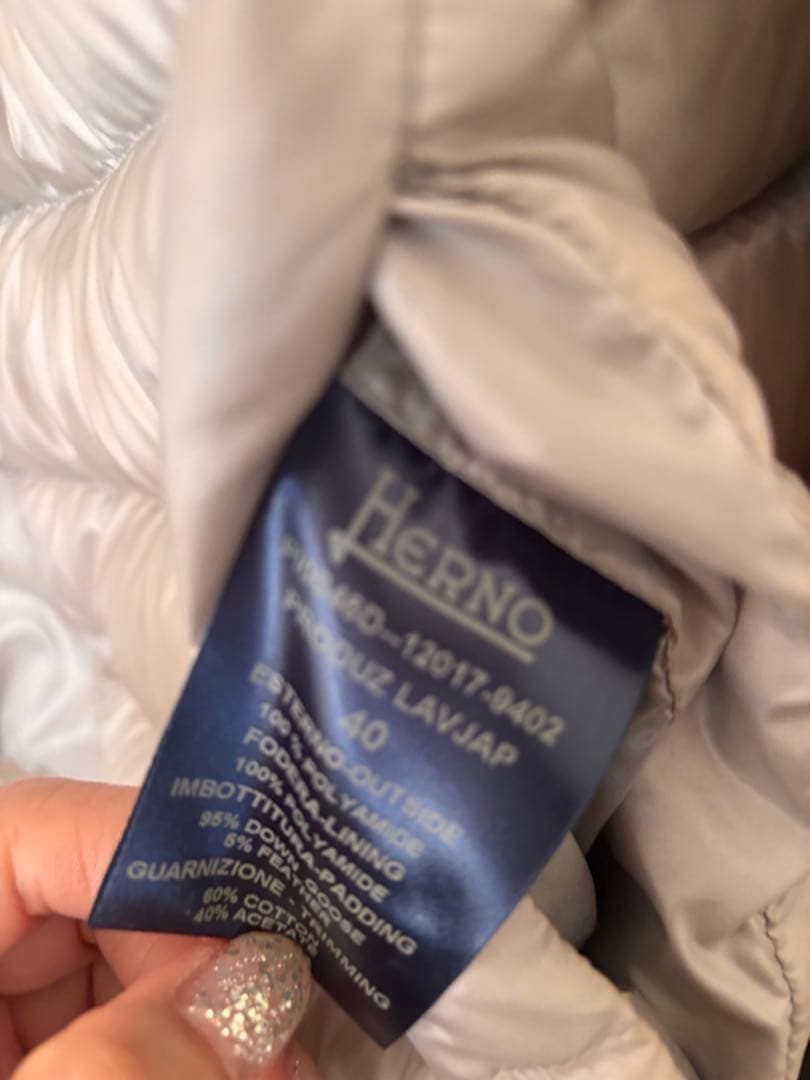 HERNO
12017-9402
PRODUZ LAVJAP
40
ESTERNO-OUTSIDE
100% POLYAMIDE
FODERA-LINING
100% POLYAMIDE
IMBOTTITURA-PADDING
95% DOWN GOOSE
5% FEATHER
GUARNIZIONE - TRIMMING
60% COTTON
40% ACETATE